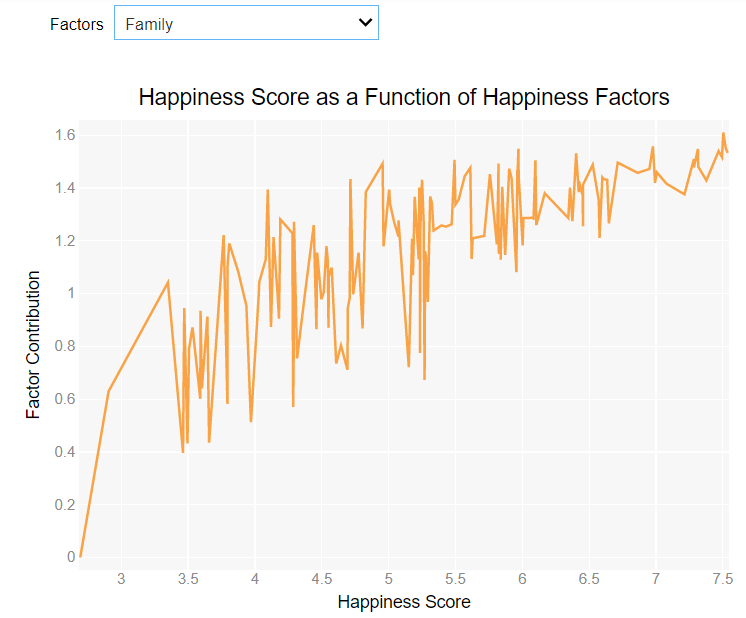 Factors Family
Happiness Score as a Function of Happiness Factors
Factor Contribution
1.6
1.4
1.2
1
0.8
0.6
0.4
0.2
0
3 3.5 4 4.5 5 5.5 6 6.5 7 7.5
Happiness Score